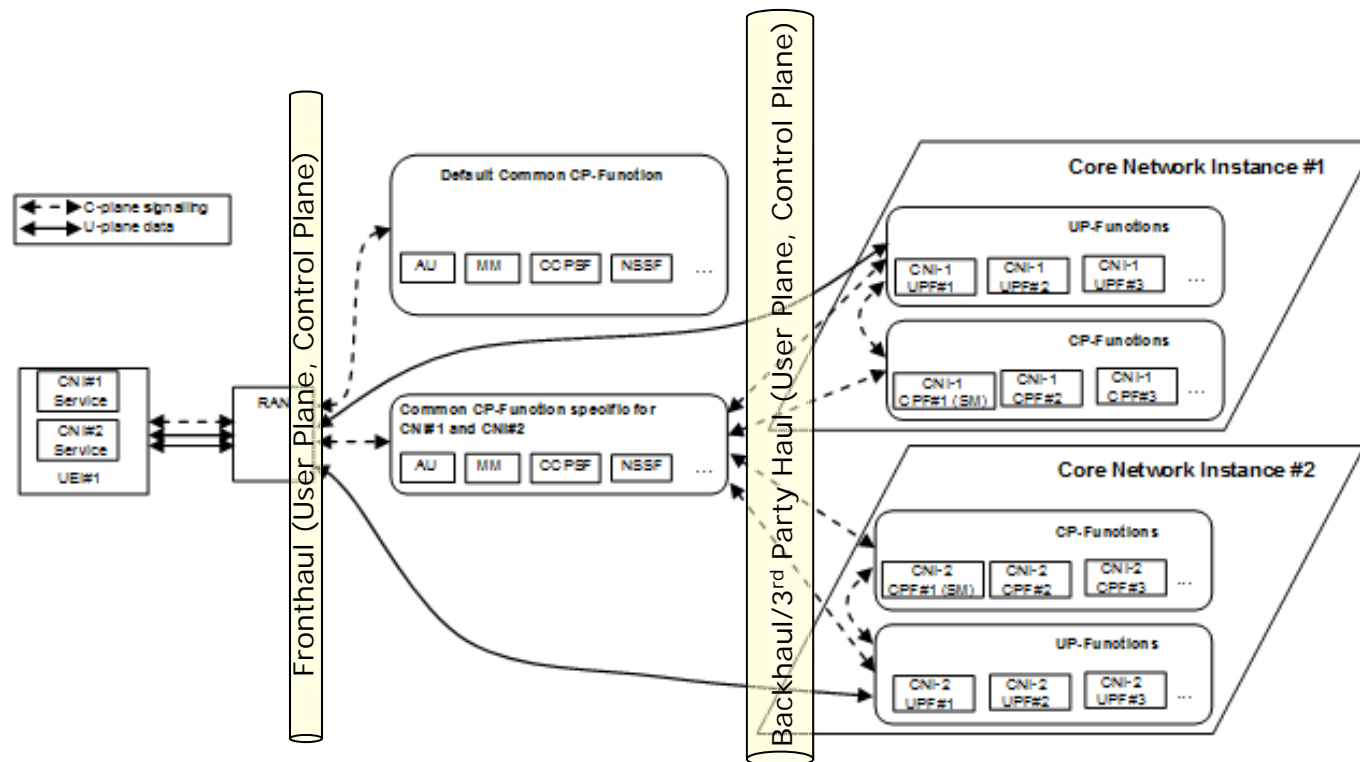 C-plane signalling
U-plane data
CNI#1
Service
CNI#2
Service
UEI#1
RAN
Fronthaul (User Plane, Control Plane)
Default Common CP-Function
AU
MM
CCPSF
NSSF
...
Common CP-Function specific for
CNI#1 and CNI#2
AU
MM
CCPSF
NSSF
...
Backhaul/3rd Party Haul (User Plane, Control Plane)
Core Network Instance #1
UP-Functions
CNI-1
UPF#1
CNI-1
UPF#2
CNI-1
UPF#3
...
CP-Functions
CNI-1
CPF#1 (SM)
CNI-1
CPF#2
CNI-1
CPF#3
...
Core Network Instance #2
CP-Functions
CNI-2
CPF#1 (SM)
CNI-2
CPF#2
CNI-2
CPF#3
...
UP-Functions
CNI-2
UPF#1
CNI-2
UPF#2
CNI-2
UPF#3
...